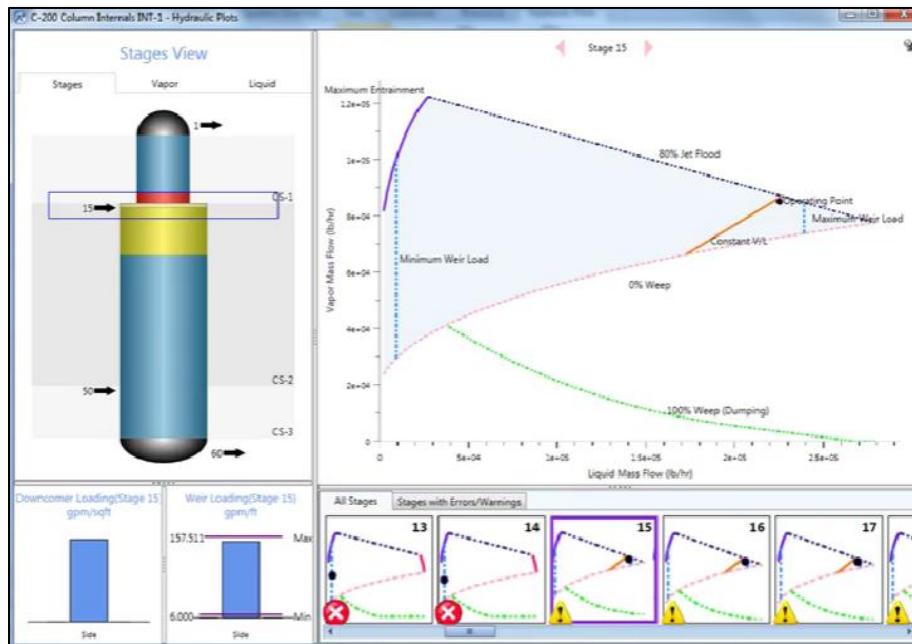 C-200 Column Internals INT-1 - Hydraulic Plots
Stages View
Stages Vapor Liquid
1
CS-1
15
50
CS-2
CS-3
60
Downcomer Loading(Stage 15)
gpm/sqft
Side
Weir Loading(Stage 15)
gpm/ft
157.511 Max
6.000 Min
Side
Stage 15
Maximum Entrainment
1.2e+05
1e+05
8e+04
6e+04
4e+04
2e+04
0
Vapor Mass Flow (lb/hr)
80% Jet Flood
Operating Point
Maximum Weir Load
Constant V/L
Minimum Weir Load
0% Weep
100% Weep (Dumping)
0 5e+04 1e+05 1.5e+05 2e+05 2.5e+05
Liquid Mass Flow (lb/hr)
All Stages Stages with Errors/Warnings
13 14 15 16 17